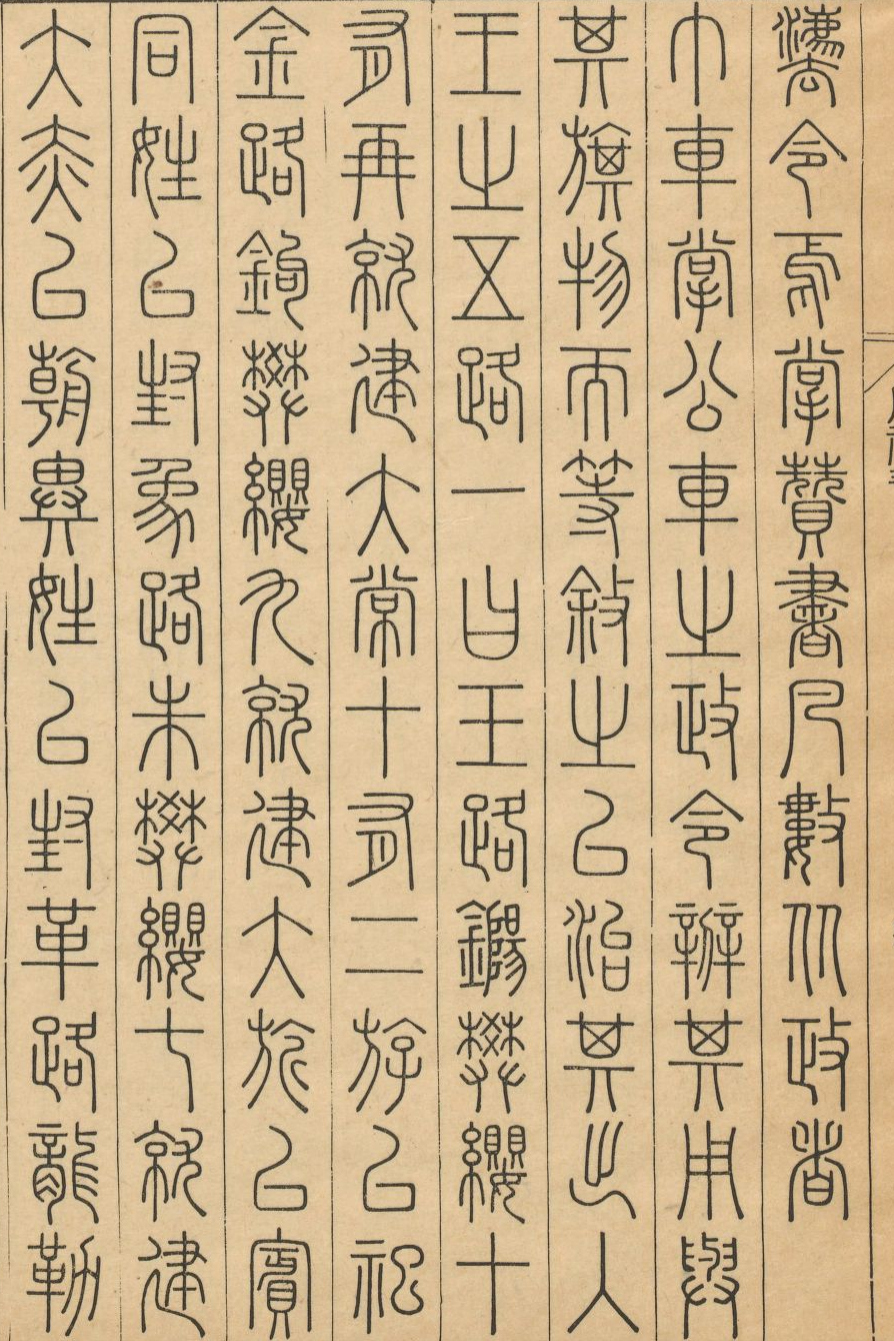 灋令焉掌贊書凡數从政者
巾車掌公車之政令辨其用與
其旗物而等敘之以治其出入
王之五路一曰玉路鍚樊纓十
有再就建大常十有二斿以祀
金路鉤樊纓九就建大旂以賓
同姓以封象路朱樊纓七就建
大赤以朝異姓以封革路龍勒